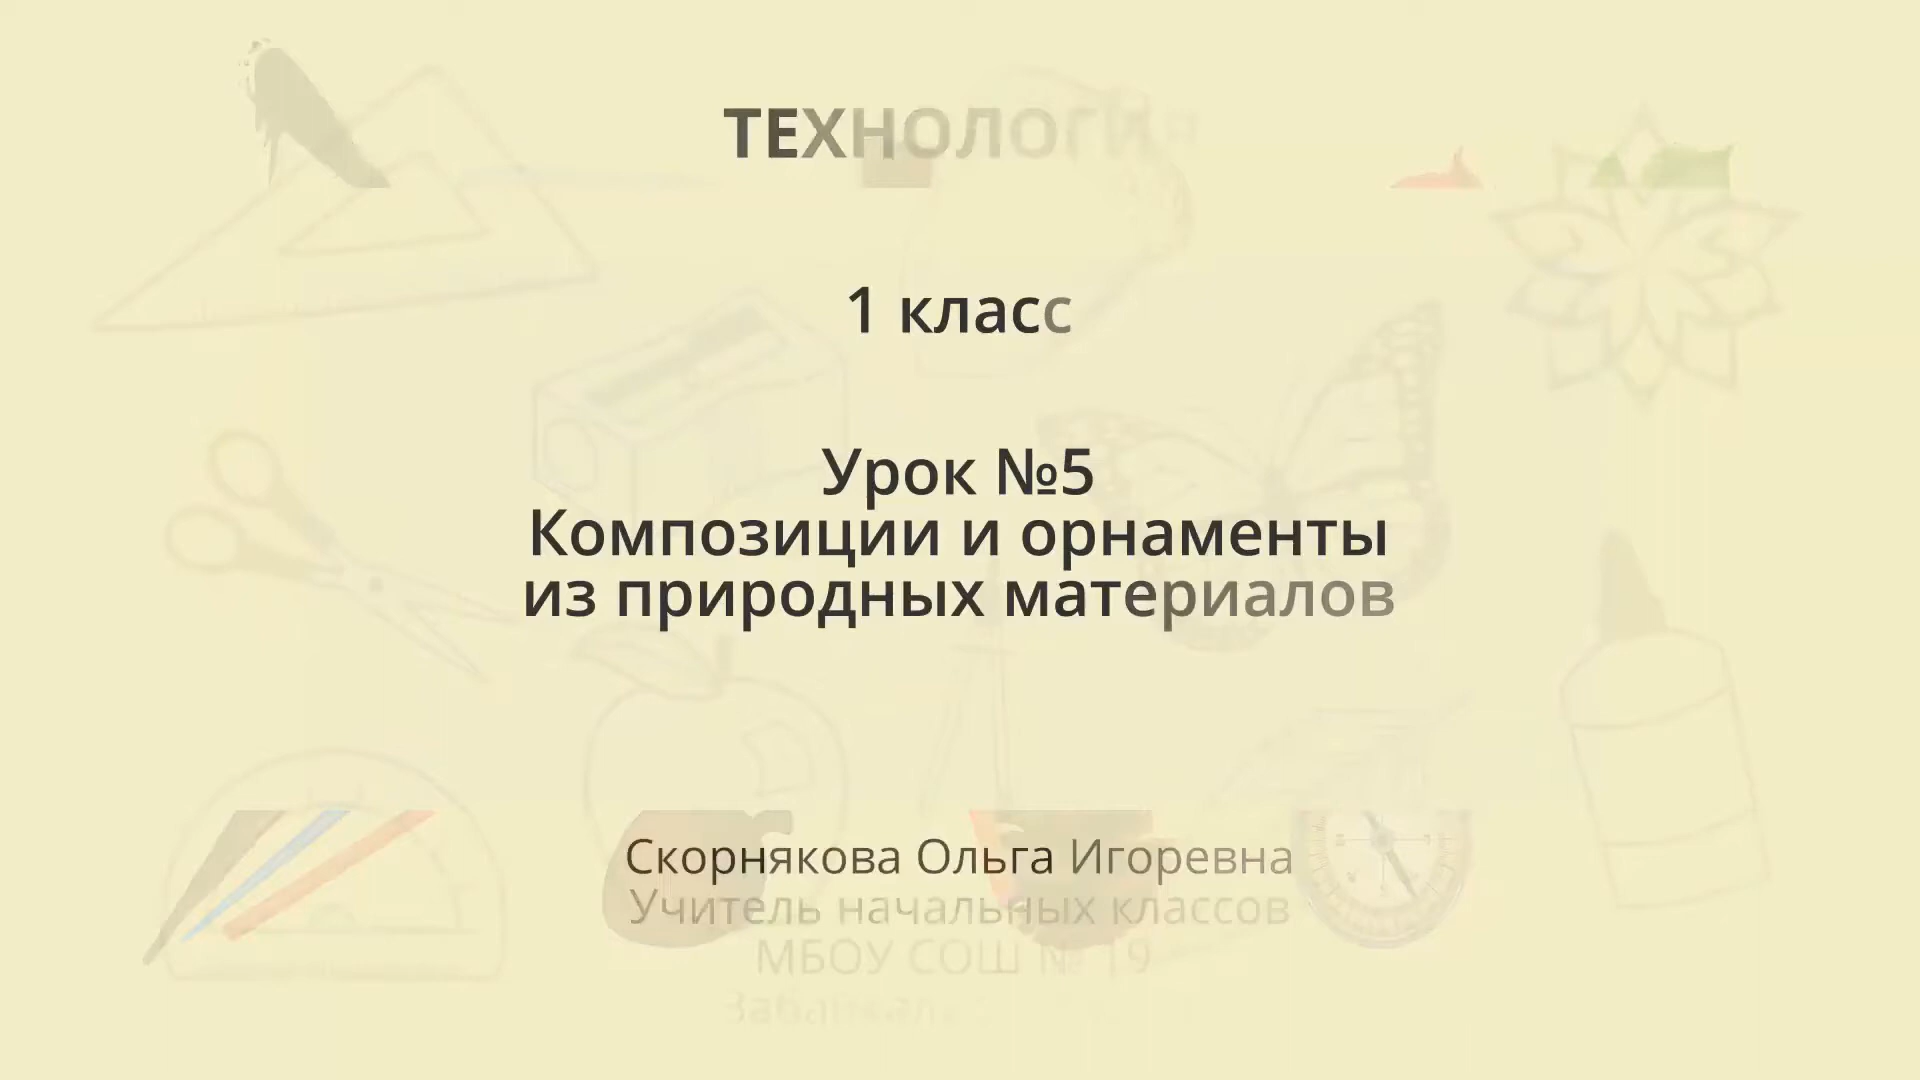 ТЕХНОЛОГИЯ
1 класс
Урок №5
Композиции и орнаменты
из природных материалов
Скорнякова Ольга Игоревна
Учитель начальных классов
МБОУ СОШ № 19